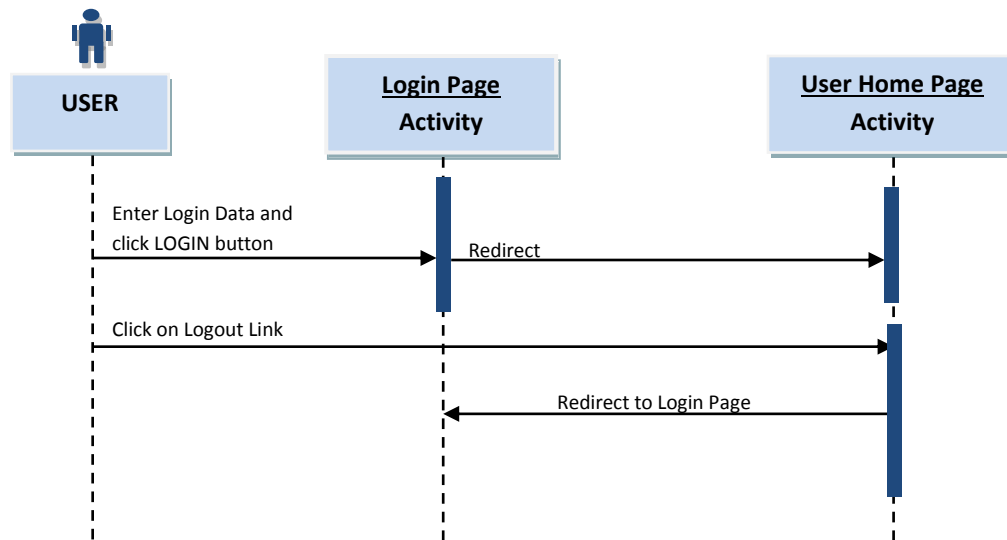 USER
Login Page
Activity
User Home Page
Activity
Enter Login Data and
click LOGIN button
Redirect
Click on Logout Link
Redirect to Login Page